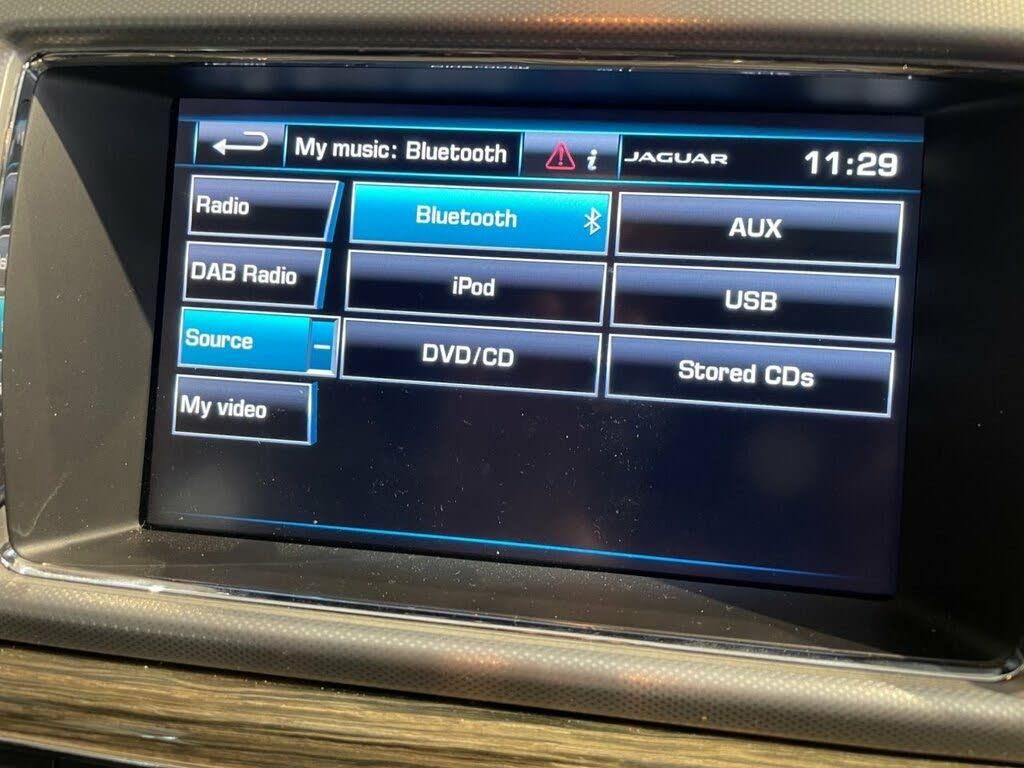 My music: Bluetooth
i
JAGUAR
11:29
Radio
Bluetooth
AUX
DAB Radio
iPod
USB
Source
DVD/CD
Stored CDs
My video